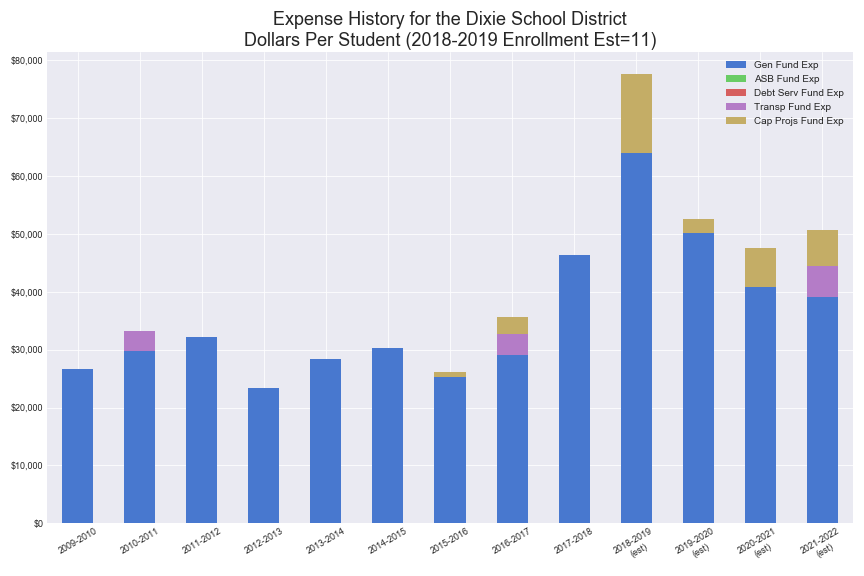 Expense History for the Dixie School District
Dollars Per Student (2018-2019 Enrollment Est=11)
$80,000
$70,000
$60,000
$50,000
$40,000
$30,000
$20,000
$10,000
$0
Gen Fund Exp
ASB Fund Exp
Debt Serv Fund Exp
Transp Fund Exp
Cap Projs Fund Exp
2009-2010
2010-2011
2011-2012
2012-2013
2013-2014
2014-2015
2015-2016
2016-2017
2017-2018
2018-2019
(est)
2019-2020
(est)
2020-2021
(est)
2021-2022
(est)